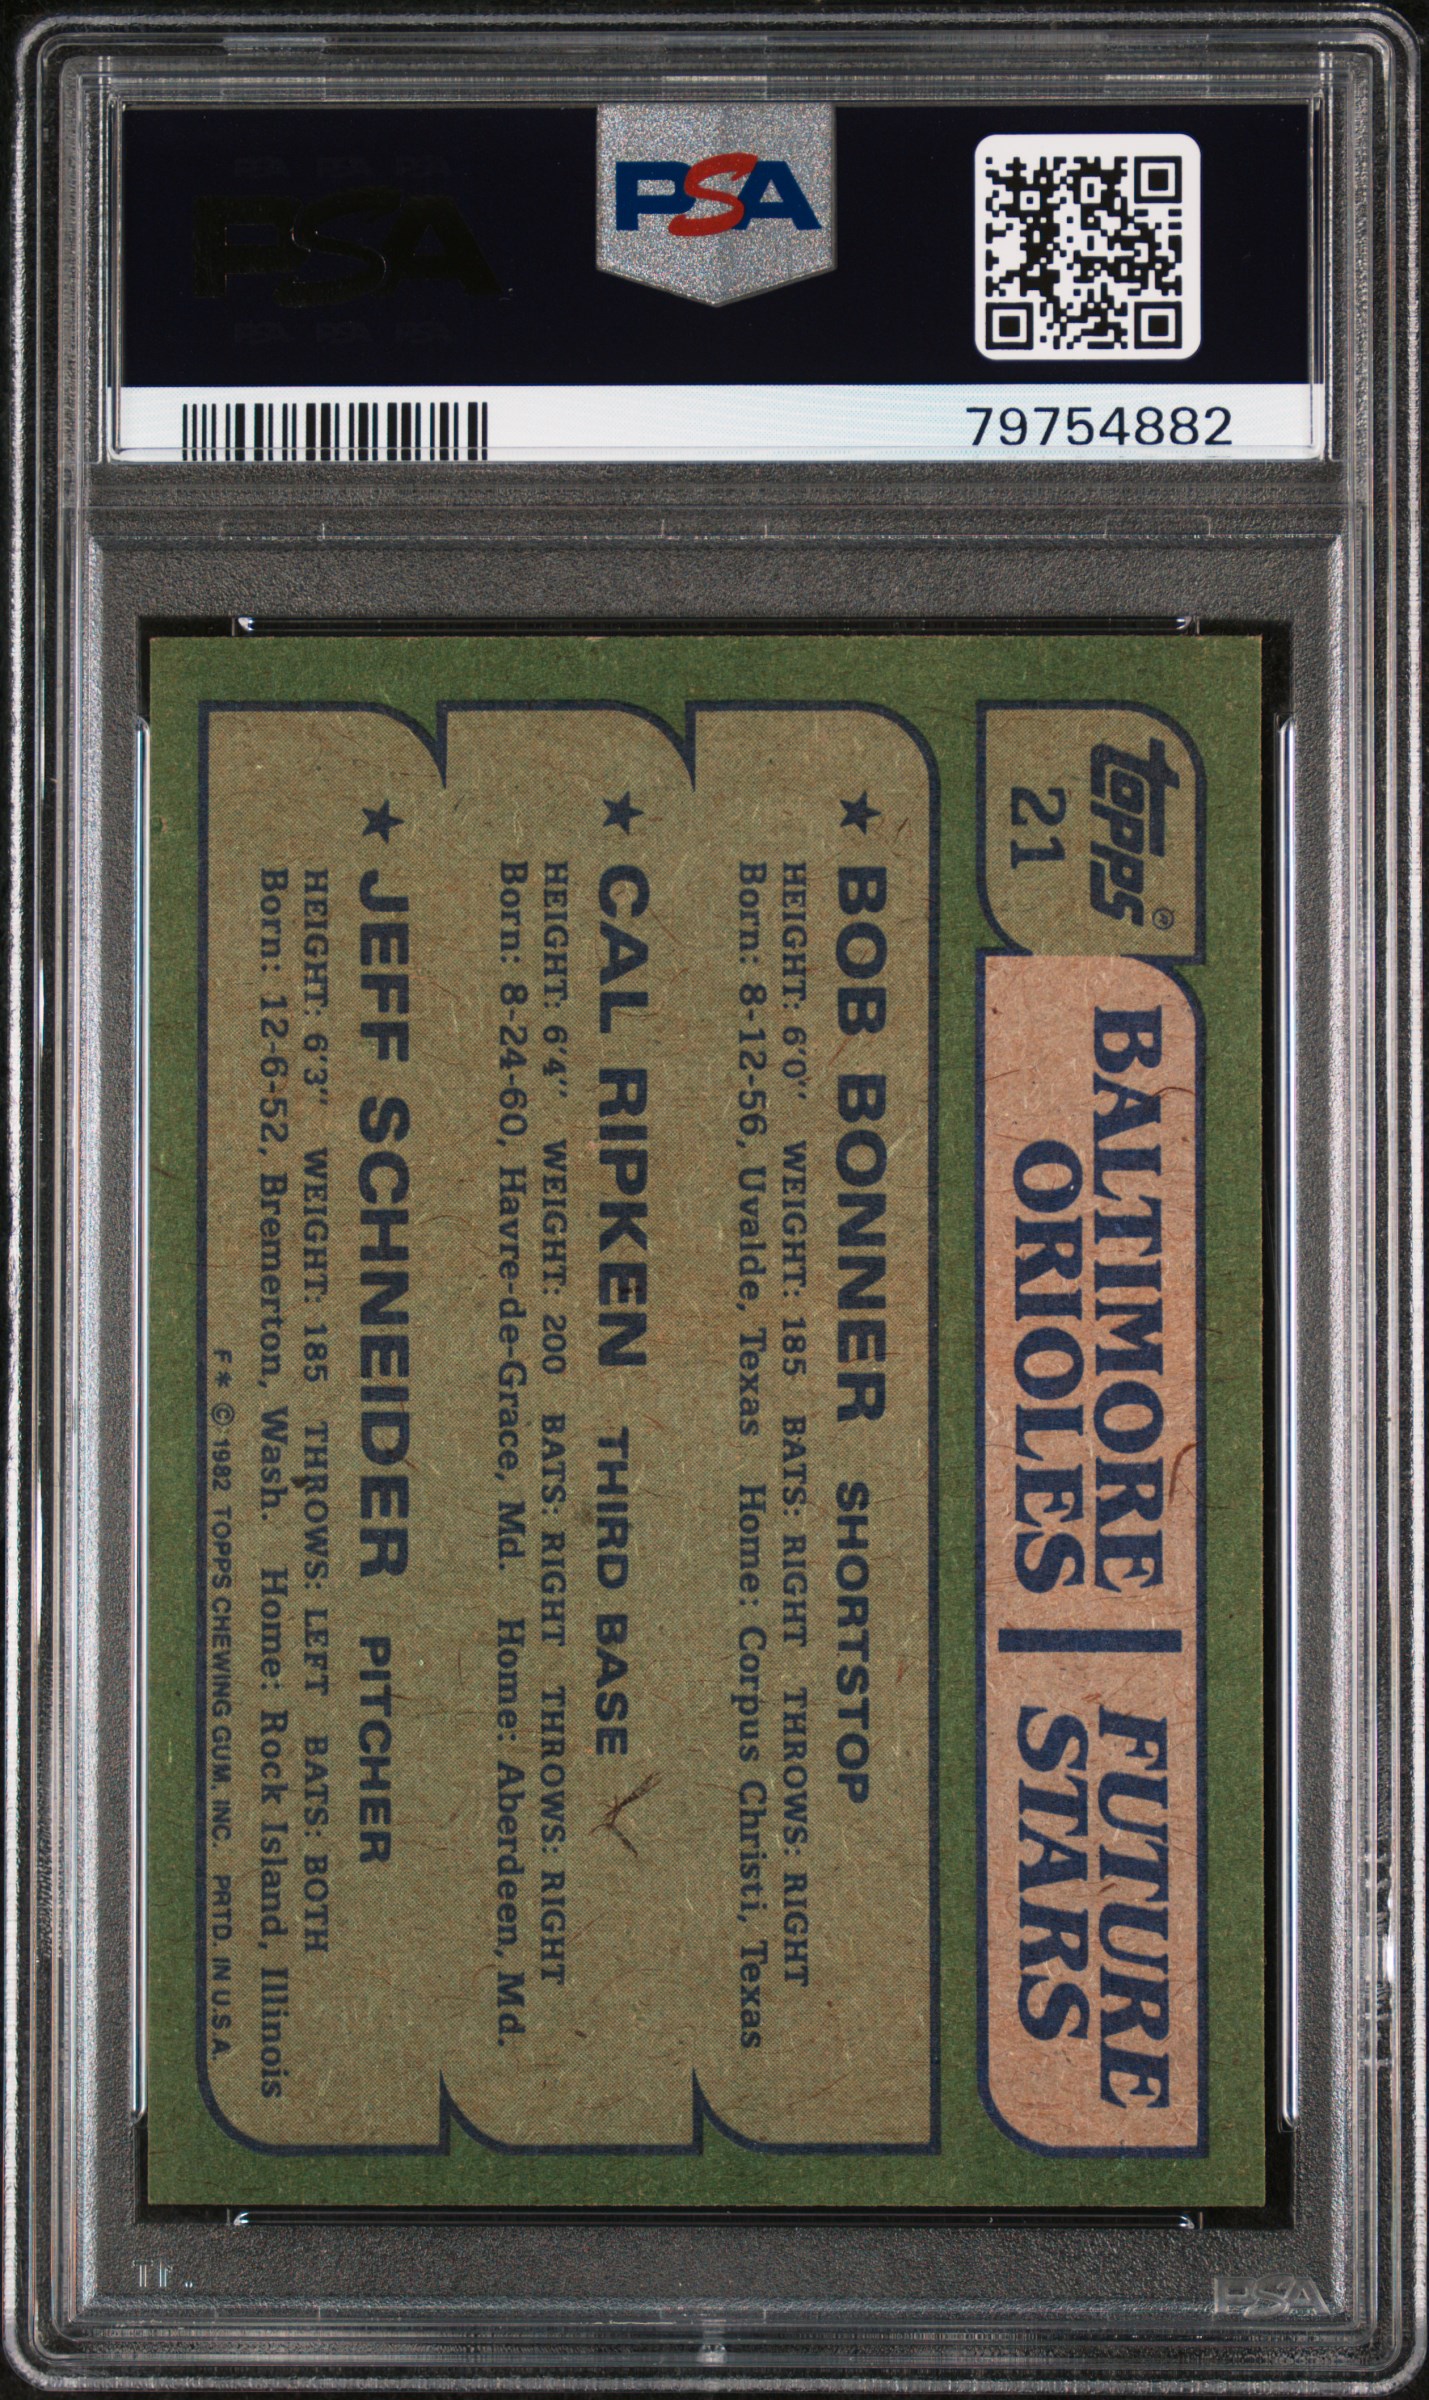 PSA
PSA
79754882
topps
21
BALTIMORE
ORIOLES
FUTURE
STARS
★ BOB BONNER SHORTSTOP
HEIGHT: 6'0" WEIGHT: 185 BATS: RIGHT THROWS: RIGHT
Born: 8-12-56, Uvalde, Texas Home: Corpus Christi, Texas
★ CAL RIPKEN THIRD BASE
HEIGHT: 6'4" WEIGHT: 200 BATS: RIGHT THROWS: RIGHT
Born: 8-24-60, Havre-de-Grace, Md. Home: Aberdeen, Md.
★ JEFF SCHNEIDER PITCHER
HEIGHT: 6'3" WEIGHT: 185 THROWS: LEFT BATS: BOTH
Born: 12-6-52, Bremerton, Wash. Home: Rock Island, Illinois
F* © 1982 TOPPS CHEWING GUM, INC. PRTD. IN U.S.A.
PSA